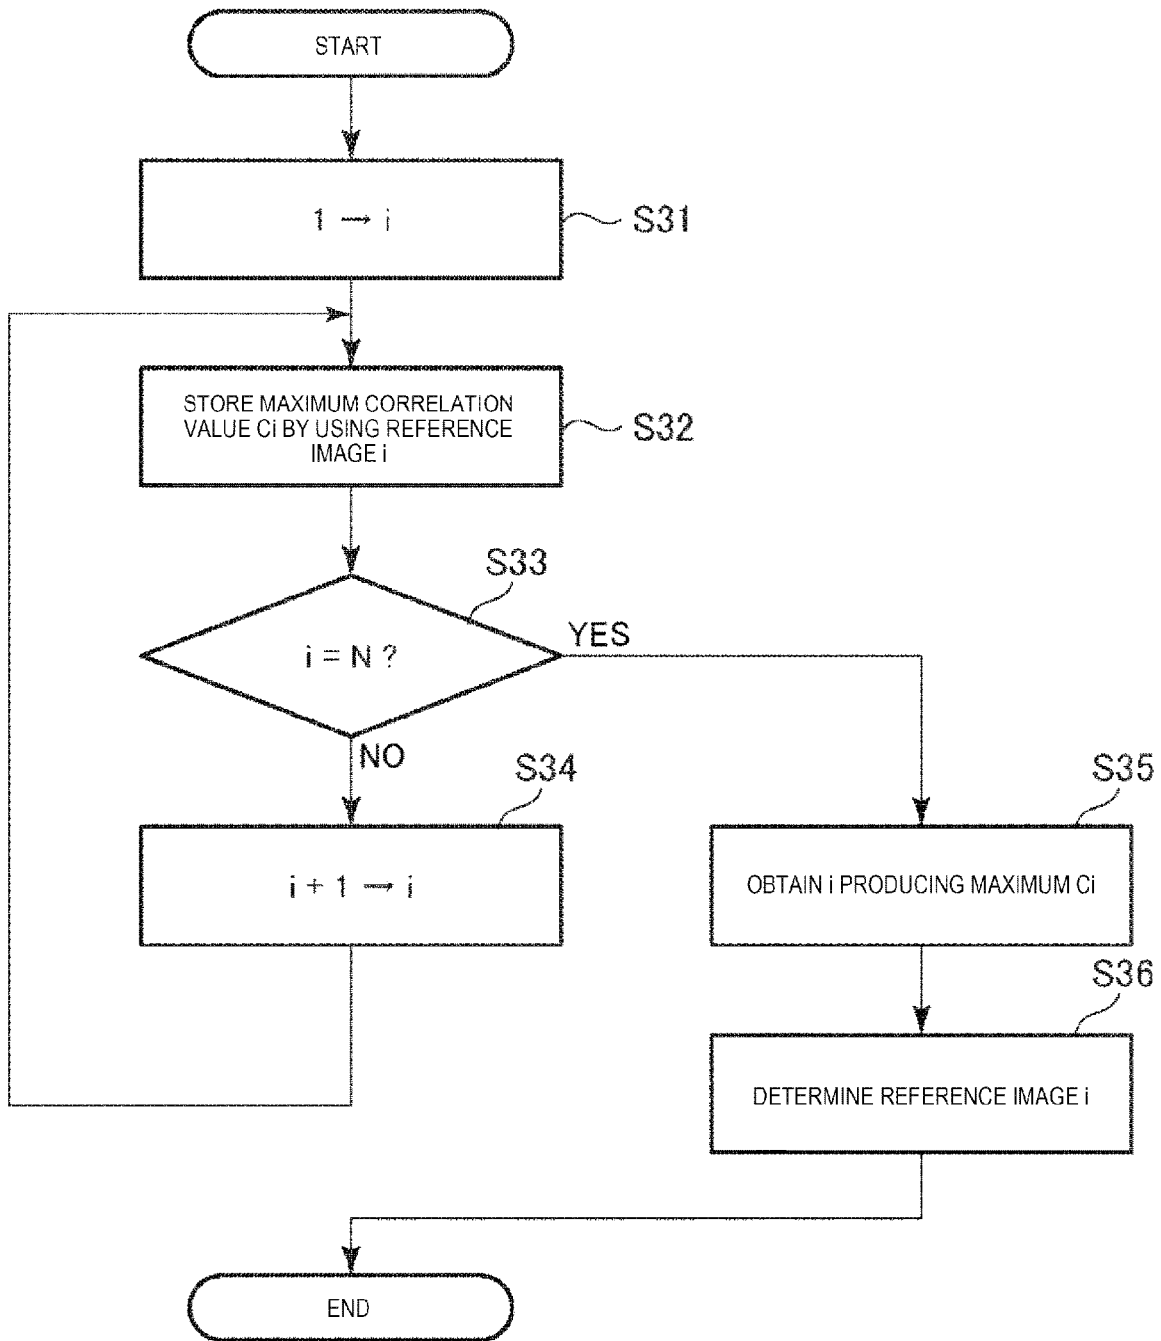 START
1 → i
S31
STORE MAXIMUM CORRELATION
VALUE Ci BY USING REFERENCE
IMAGE i
S32
S33
i = N ?
YES
NO
S34
i + 1 → i
S35
OBTAIN i PRODUCING MAXIMUM Ci
S36
DETERMINE REFERENCE IMAGE i
END